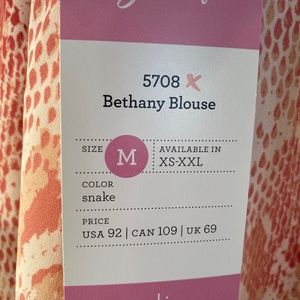 5708
Bethany Blouse
SIZE
M
AVAILABLE IN
XS-XXL
COLOR
snake
PRICE
USA 92 | CAN 109 | UK 69